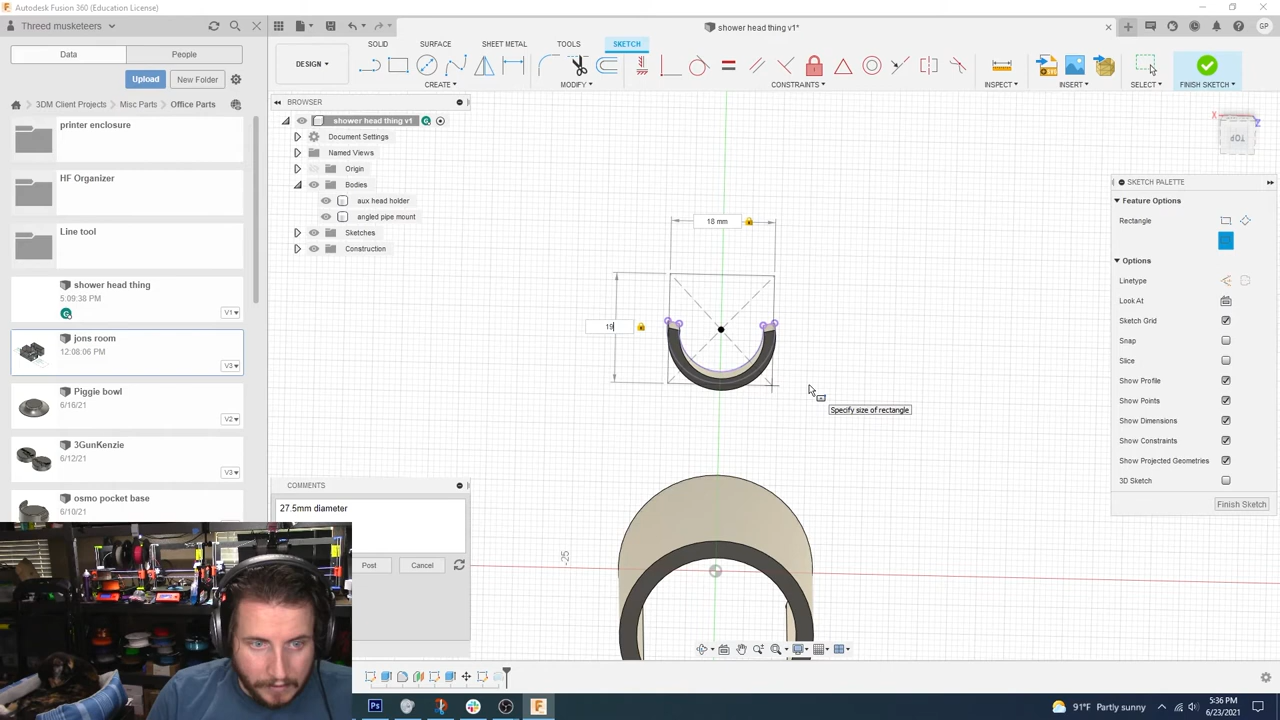 Autodesk Fusion 360 (Education License)
Threed musketeers
shower head thing v1*
GP
Data
People
Upload
New Folder
3DM Client Projects
Misc Parts
Office Parts
printer enclosure
HF Organizer
Line tool
shower head thing
5:09:38 PM
V1
jons room
12:08:06 PM
V3
Piggie bowl
6/16/21
V2
3GunKenzie
6/12/21
V3
osmo pocket base
6/10/21
DESIGN
SOLID
SURFACE
SHEET METAL
TOOLS
SKETCH
CREATE
MODIFY
CONSTRAINTS
INSPECT
INSERT
SELECT
FINISH SKETCH
BROWSER
shower head thing v1
Document Settings
Named Views
Origin
Bodies
aux head holder
angled pipe mount
Sketches
Construction
18 mm
19
Specify size of rectangle
-25
TOP
X
Z
SKETCH PALETTE
Feature Options
Rectangle
Options
Linetype
Look At
Sketch Grid
Snap
Slice
Show Profile
Show Points
Show Dimensions
Show Constraints
Show Projected Geometries
3D Sketch
Finish Sketch
COMMENTS
27.5mm diameter
Post
Cancel
91°F Partly sunny
5:36 PM
6/23/2021